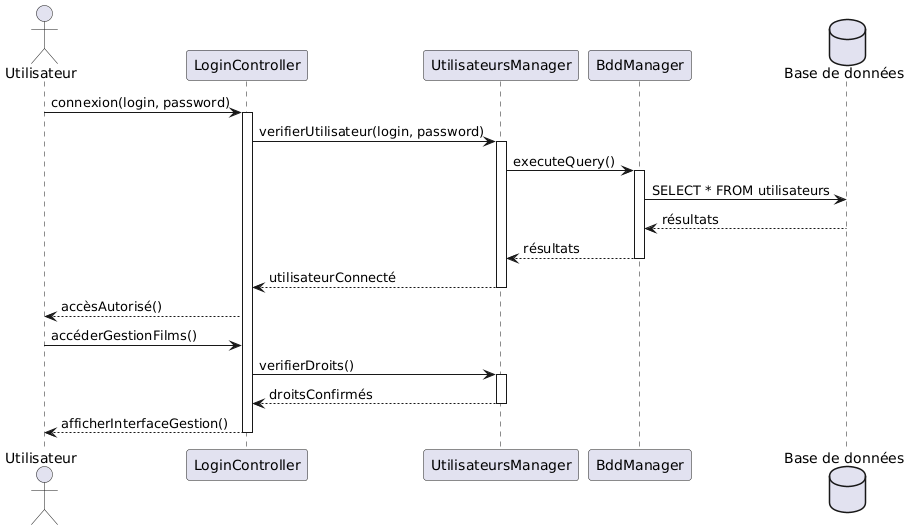 Utilisateur
LoginController
UtilisateursManager
BddManager
Base de données
connexion(login, password)
verifierUtilisateur(login, password)
executeQuery()
SELECT * FROM utilisateurs
résultats
résultats
utilisateurConnecté
accèsAutorisé()
accéderGestionFilms()
verifierDroits()
droitsConfirmés
afficherInterfaceGestion()
Utilisateur
LoginController
UtilisateursManager
BddManager
Base de données